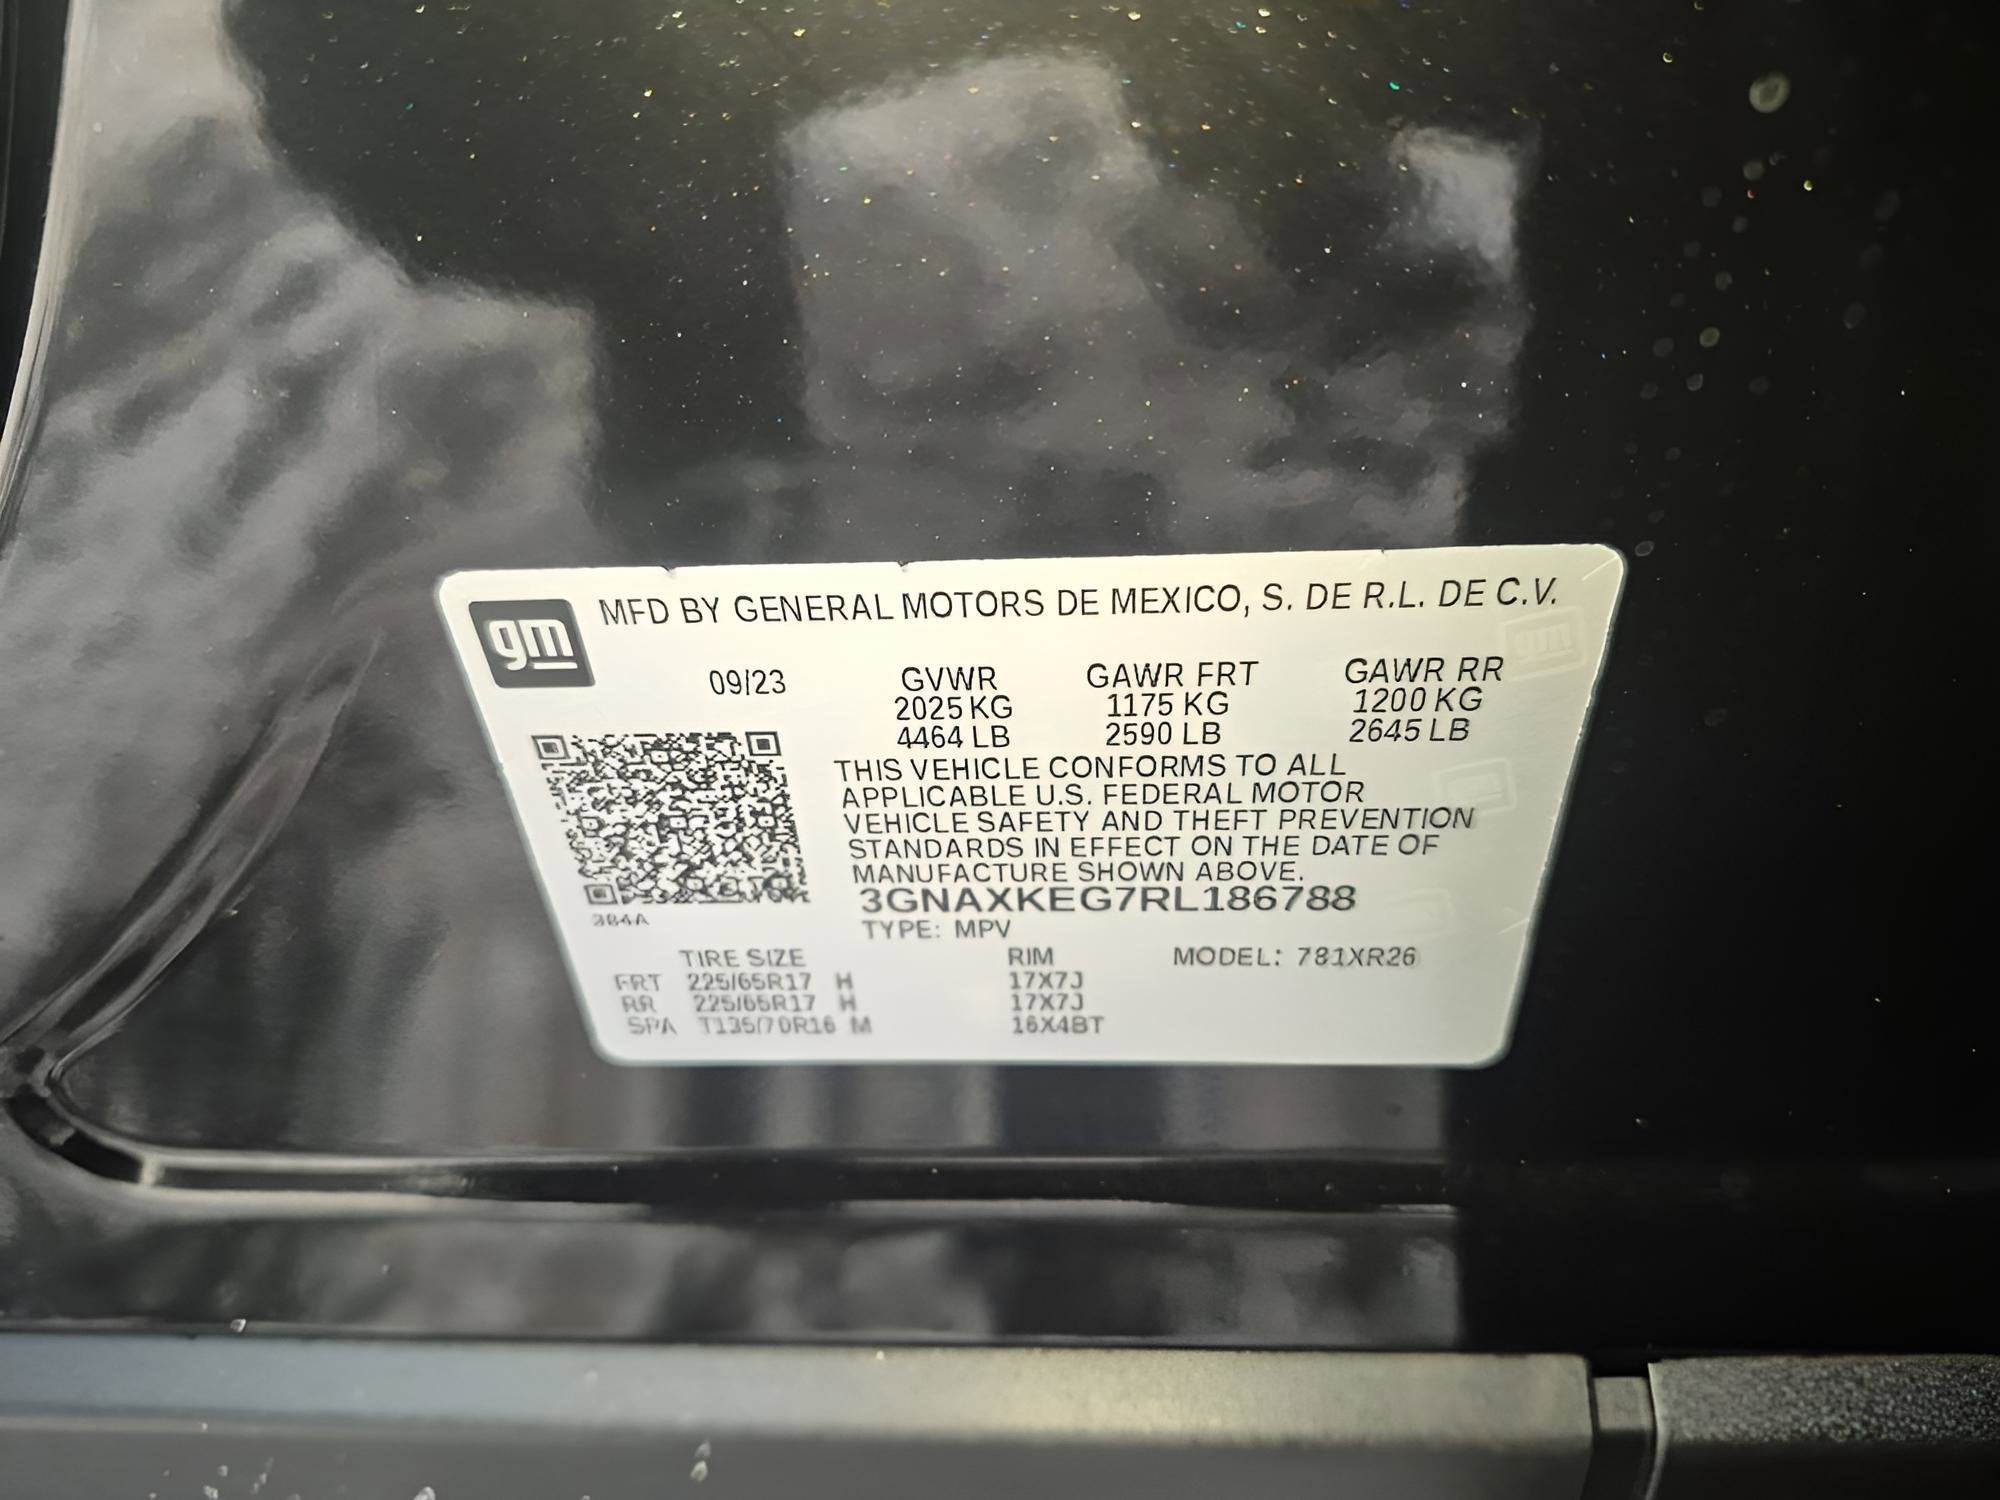 gm MFD BY GENERAL MOTORS DE MEXICO, S. DE R.L. DE C.V.
09/23 GVWR GAWR FRT GAWR RR
2025 KG 1175 KG 1200 KG
4464 LB 2590 LB 2645 LB
THIS VEHICLE CONFORMS TO ALL
APPLICABLE U.S. FEDERAL MOTOR
VEHICLE SAFETY AND THEFT PREVENTION
STANDARDS IN EFFECT ON THE DATE OF
MANUFACTURE SHOWN ABOVE.
3GNAXKEG7RL186788
384A
TYPE: MPV
TIRE SIZE RIM MODEL: 781XR26
FRT 225/65R17 H 17X7J
RR 225/65R17 H 17X7J
SPA T135/70R16 M 16X4BT